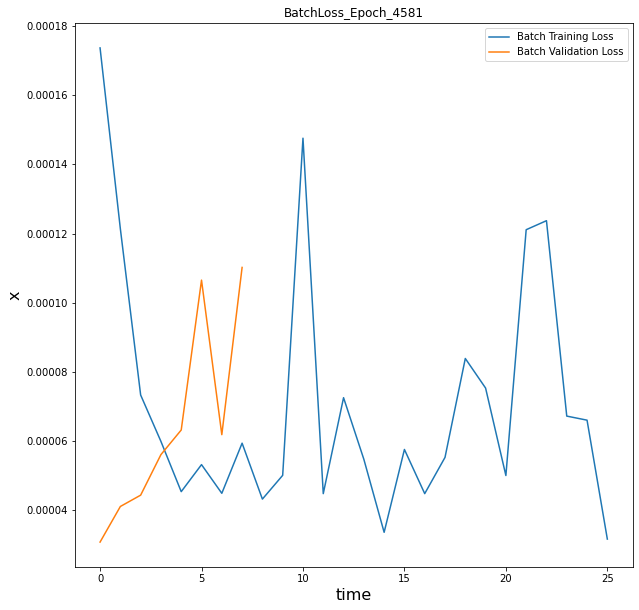 BatchLoss_Epoch_4581
Batch Training Loss
Batch Validation Loss
0.00018
0.00016
0.00014
0.00012
0.00010
0.00008
0.00006
0.00004
x
0 5 10 15 20 25
time